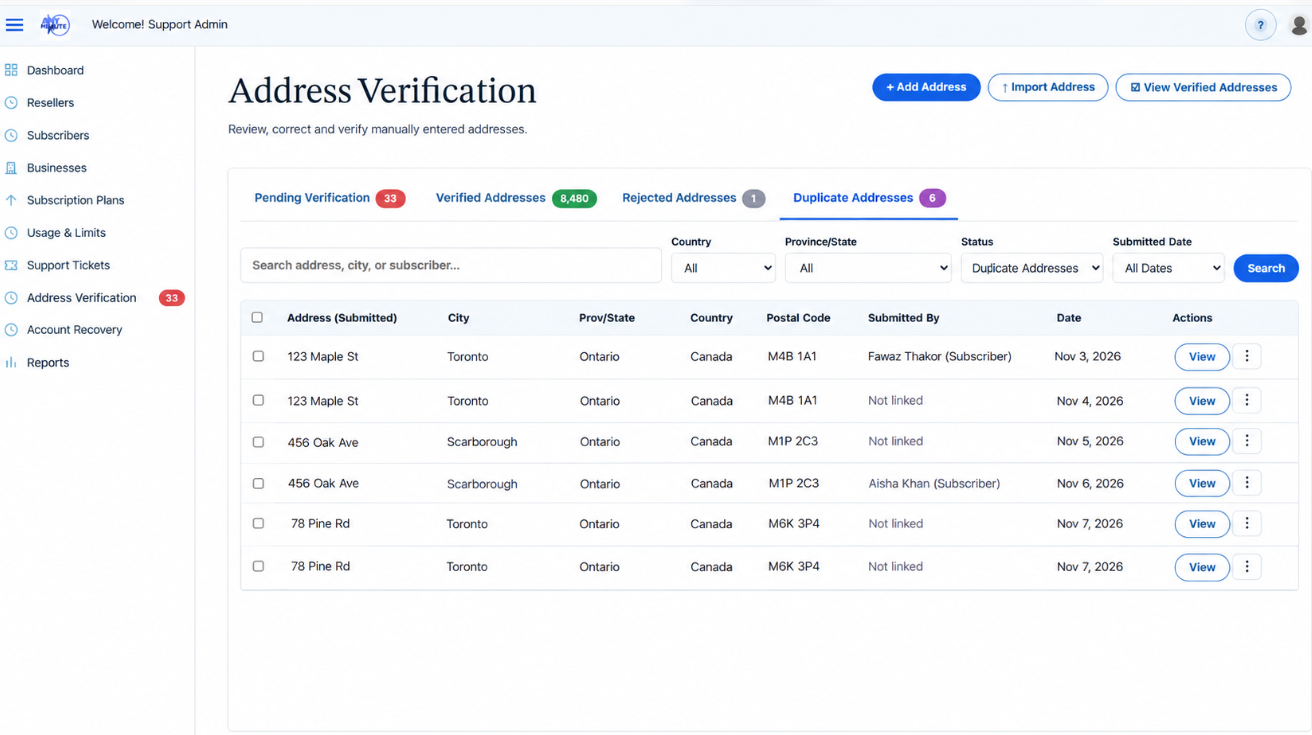 ANY MINUTE
Welcome! Support Admin
?
Dashboard
Resellers
Subscribers
Businesses
Subscription Plans
Usage & Limits
Support Tickets
Address Verification 33
Account Recovery
Reports
Address Verification
+ Add Address
↑ Import Address
☑ View Verified Addresses
Review, correct and verify manually entered addresses.
Pending Verification 33
Verified Addresses 8,480
Rejected Addresses 1
Duplicate Addresses 6
Search address, city, or subscriber...
Country
All
Province/State
All
Status
Duplicate Addresses
Submitted Date
All Dates
Search
Address (Submitted) City Prov/State Country Postal Code Submitted By Date Actions
123 Maple St Toronto Ontario Canada M4B 1A1 Fawaz Thakor (Subscriber) Nov 3, 2026 View
123 Maple St Toronto Ontario Canada M4B 1A1 Not linked Nov 4, 2026 View
456 Oak Ave Scarborough Ontario Canada M1P 2C3 Not linked Nov 5, 2026 View
456 Oak Ave Scarborough Ontario Canada M1P 2C3 Aisha Khan (Subscriber) Nov 6, 2026 View
78 Pine Rd Toronto Ontario Canada M6K 3P4 Not linked Nov 7, 2026 View
78 Pine Rd Toronto Ontario Canada M6K 3P4 Not linked Nov 7, 2026 View